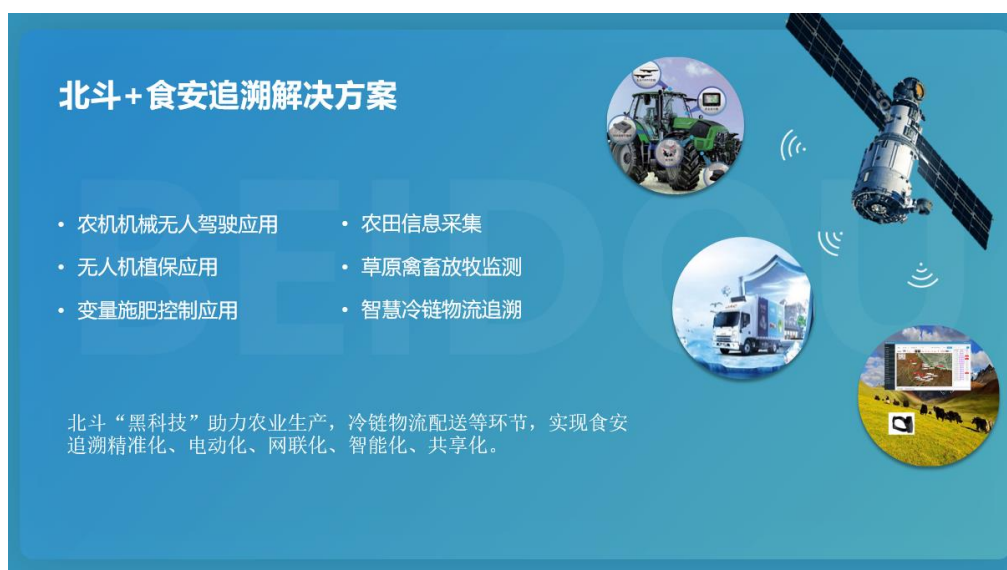 北斗+食安追溯解决方案
BEIDOU
• 农机机械无人驾驶应用
• 无人机植保应用
• 变量施肥控制应用
• 农田信息采集
• 草原禽畜放牧监测
• 智慧冷链物流追溯
北斗“黑科技”助力农业生产，冷链物流配送等环节，实现食安
追溯精准化、电动化、网联化、智能化、共享化。